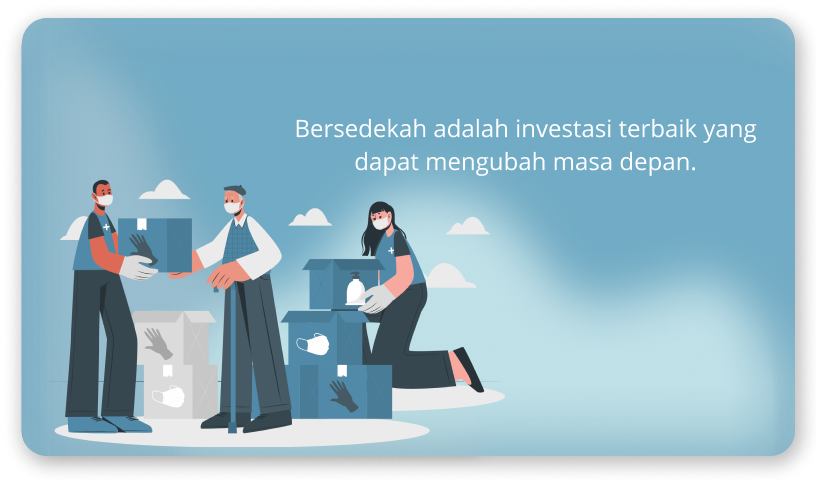 Bersedekah adalah investasi terbaik yang
dapat mengubah masa depan.